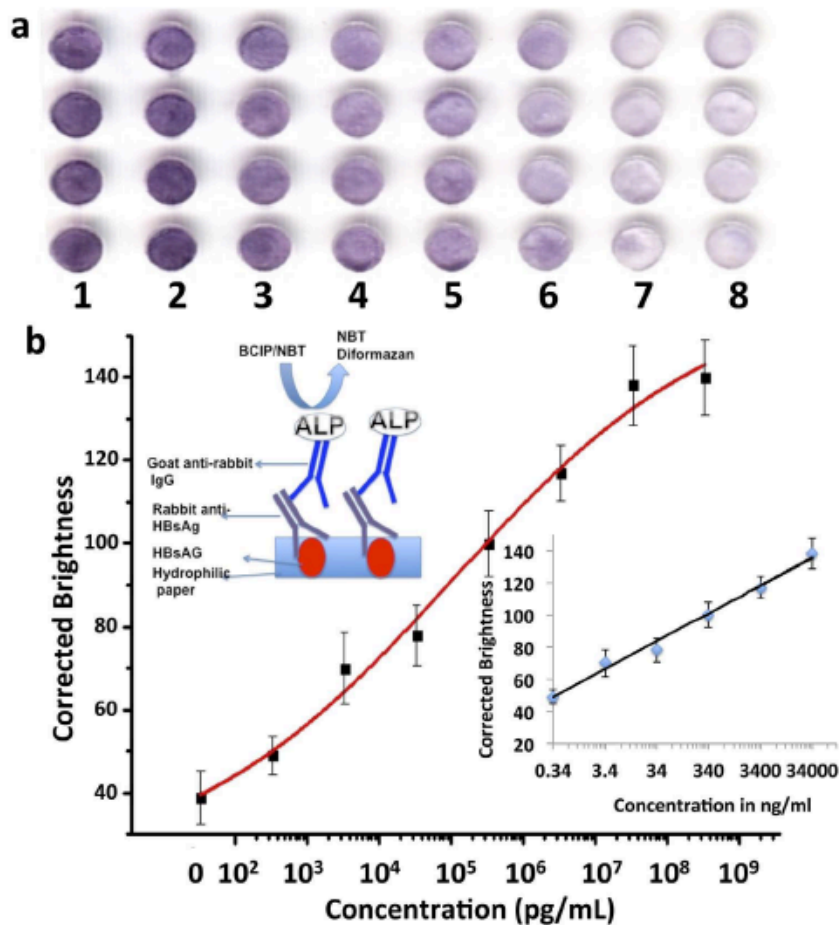 a
1 2 3 4 5 6 7 8
b
BCIP/NBT
NBT
Diformazan
ALP
ALP
Goat anti-rabbit
IgG
Rabbit anti-
HBsAg
HBsAG
Hydrophilic
paper
Corrected Brightness
140
120
100
80
60
40
0 10² 10³ 10⁴ 10⁵ 10⁶ 10⁷ 10⁸ 10⁹
Concentration (pg/mL)
Corrected Brightness
140
120
100
80
60
40
20
0.34 3.4 34 340 3400 34000
Concentration in ng/ml